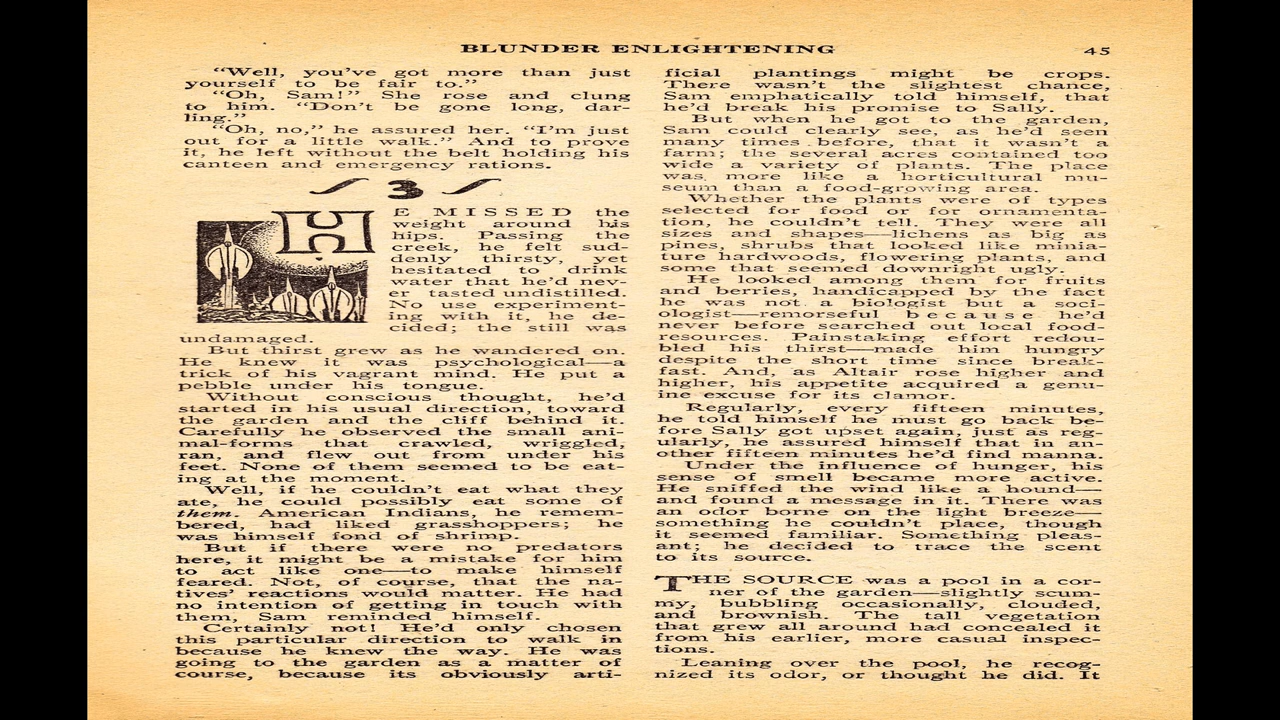 BLUNDER ENLIGHTENING 45
"Well, you've got more than just
yourself to be fair to."
"Oh, Sam!" She rose and clung
to him. "Don't be gone long, dar-
ling."
"Oh, no," he assured her. "I'm just
out for a little walk." And to prove
it, he left without the belt holding his
canteen and emergency rations.
3
HE MISSED the
weight around his
hips. Passing the
creek, he felt sud-
denly thirsty, yet
hesitated to drink
water that he'd nev-
er tasted undistilled.
No use experiment-
ing with it, he de-
cided; the still was
undamaged.
But thirst grew as he wandered on.
He knew it was psychological—a
trick of his vagrant mind. He put a
pebble under his tongue.
Without conscious thought, he'd
started in his usual direction, toward
the garden and the cliff behind it.
Carefully he observed the small ani-
mal-forms that crawled, wriggled,
ran, and flew out from under his
feet. None of them seemed to be eat-
ing at the moment.
Well, if he couldn't eat what they
ate, he could possibly eat some of
them. American Indians, he remem-
bered, had liked grasshoppers; he
was himself fond of shrimp.
But if there were no predators
here, it might be a mistake for him
to act like one—to make himself
feared. Not, of course, that the na-
tives' reactions would matter. He had
no intention of getting in touch with
them, Sam reminded himself.
Certainly not! He'd only chosen
this particular direction to walk in
because he knew the way. He was
going to the garden as a matter of
course, because its obviously arti-
ficial plantings might be crops.
There wasn't the slightest chance,
Sam emphatically told himself, that
he'd break his promise to Sally.
But when he got to the garden,
Sam could clearly see, as he'd seen
many times before, that it wasn't a
farm; the several acres contained too
wide a variety of plants. The place
was more like a horticultural mu-
seum than a food-growing area.
Whether the plants were of types
selected for food or for ornamenta-
tion, he couldn't tell. They were all
sizes and shapes—lichens as big as
pines, shrubs that looked like minia-
ture hardwoods, flowering plants, and
some that seemed downright ugly.
He looked among them for fruits
and berries, handicapped by the fact
he was not a biologist but a soci-
ologist—remorseful because he'd
never before searched out local food-
resources. Painstaking effort redou-
bled his thirst—made him hungry
despite the short time since break-
fast. And, as Altair rose higher and
higher, his appetite acquired a genu-
ine excuse for its clamor.
Regularly, every fifteen minutes,
he told himself he must go back be-
fore Sally got upset again, just as reg-
ularly, he assured himself that in an-
other fifteen minutes he'd find manna.
Under the influence of hunger, his
sense of smell became more active.
He sniffed the wind like a hound—
and found a message in it. There was
an odor borne on the light breeze—
something he couldn't place, though
it seemed familiar. Something pleas-
ant; he decided to trace the scent
to its source.
THE SOURCE was a pool in a cor-
ner of the garden—slightly scum-
my, bubbling occasionally, clouded,
and brownish. The tall vegetation
that grew all around had concealed it
from his earlier, more casual inspec-
tions.
Leaning over the pool, he recog-
nized its odor, or thought he did. It